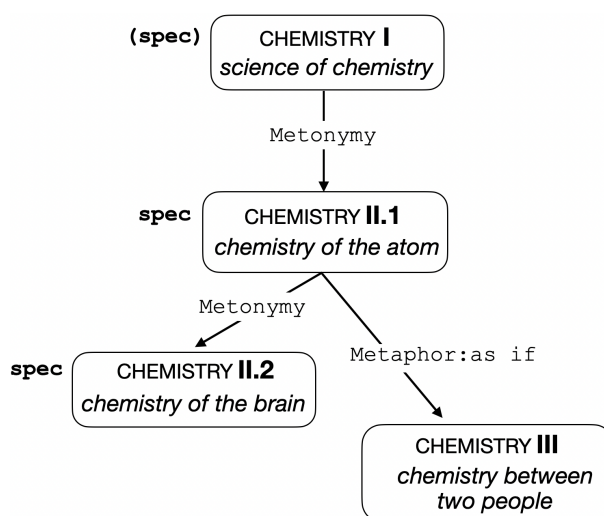 (spec) CHEMISTRY I
science of chemistry
Metonymy
spec CHEMISTRY II.1
chemistry of the atom
Metonymy
Metaphor:as if
spec CHEMISTRY II.2
chemistry of the brain
CHEMISTRY III
chemistry between
two people